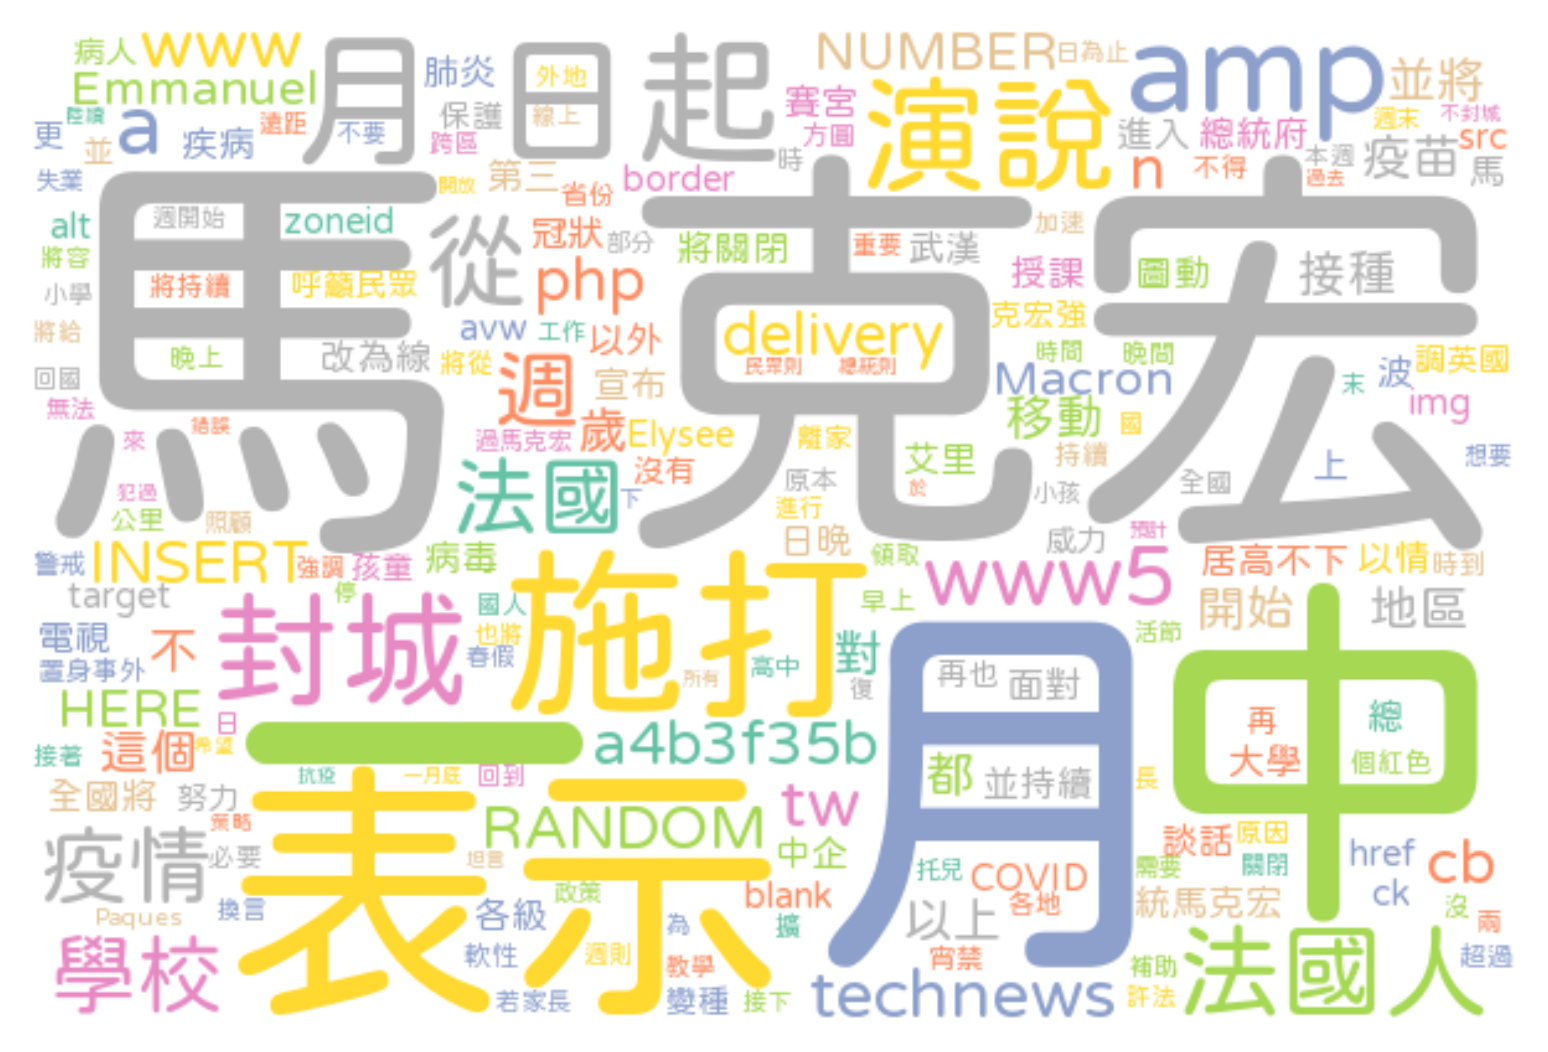 病人 www 月 日 起 NUMBER 日為止 amp 並將
Emmanuel 肺炎 外地 演說
陸續 更 a 遠距 不要 保護 線上 賽宮 週末 不封城
並 疾病 跨區 方圓 進入 總統府 疫苗 src
失業 開放 第三 省份 border 時 n 不得 本週 過去 馬
alt 週開始 zoneid 從 冠狀 部分 將關閉 重要 武漢 加速
馬克宏
將容 將持續 呼籲民眾 php 授課 圖動 接種
小學 avw 工作 以外 delivery 克宏強
將給 晚上 改為線 將從 民眾則 總統則 時間 晚間 調英國
回國 週 宣布 Macron 末 波
無法 錯誤 來 過馬克宏 歲 Elysee 離家 移動 國 img
法國 沒有 原本 艾里 持續 上 想要
犯過 下 進行 於 小孩 全國
公里 照顧 日晚 威力 預計
警戒 INSERT 強調 孩童 病毒 領取 www5 居高不下 以情 時到
target 停 國人 施打 早上 開始 地區
電視 不 封城 也將 對 活節
置身事外 春假 所有 高中 復 再也 面對 月 中
HERE 日 一 再 總
接著 這個 希望 a4b3f35b 都 並持續 大學 個紅色
全國將 努力 抗疫 一月底 回到 tw 長
策略 表示 RANDOM 談話 原因
疫情 必要 坦言 中企 需要 關閉 href cb
Paques 換言 各級 政策 blank 托兒 COVID 各地 統馬克宏 ck 沒
學校 為 擴 以上 兩
軟性 週則 教學 宵禁 補助 法國人 超過
若家長 變種 接下 technews 許法